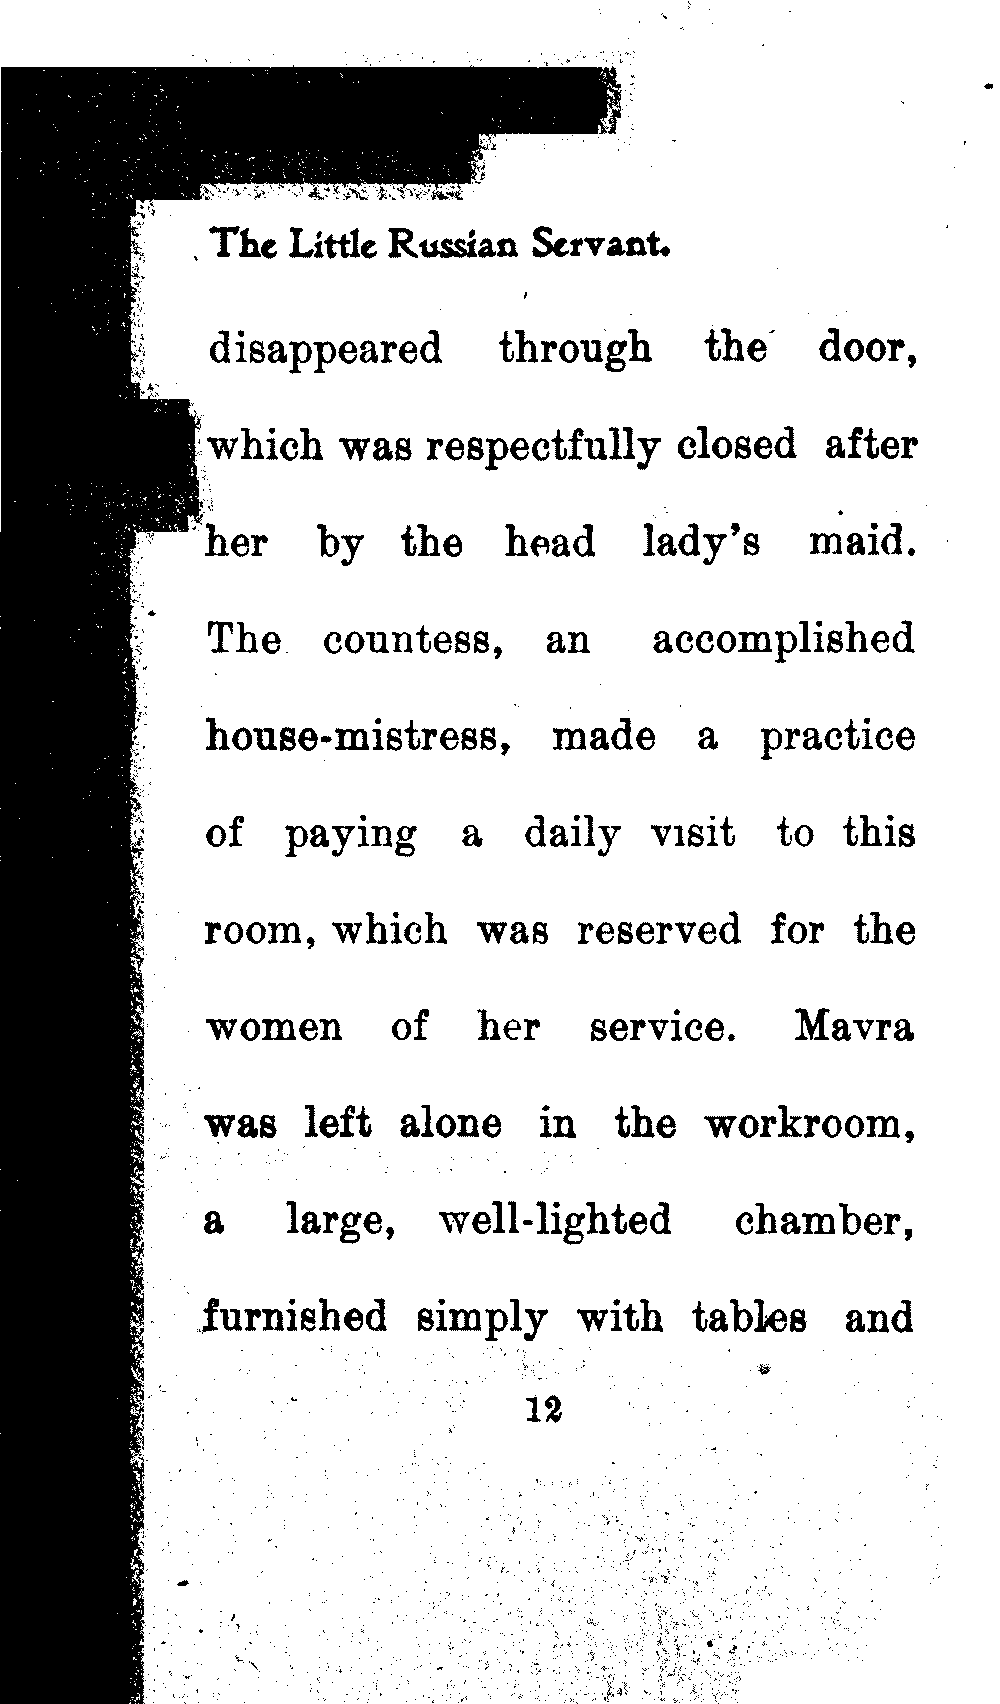 The Little Russian Servant.
disappeared through the door,
which was respectfully closed after
her by the head lady's maid.
The countess, an accomplished
house-mistress, made a practice
of paying a daily visit to this
room, which was reserved for the
women of her service. Mavra
was left alone in the workroom,
a large, well-lighted chamber,
furnished simply with tables and
12